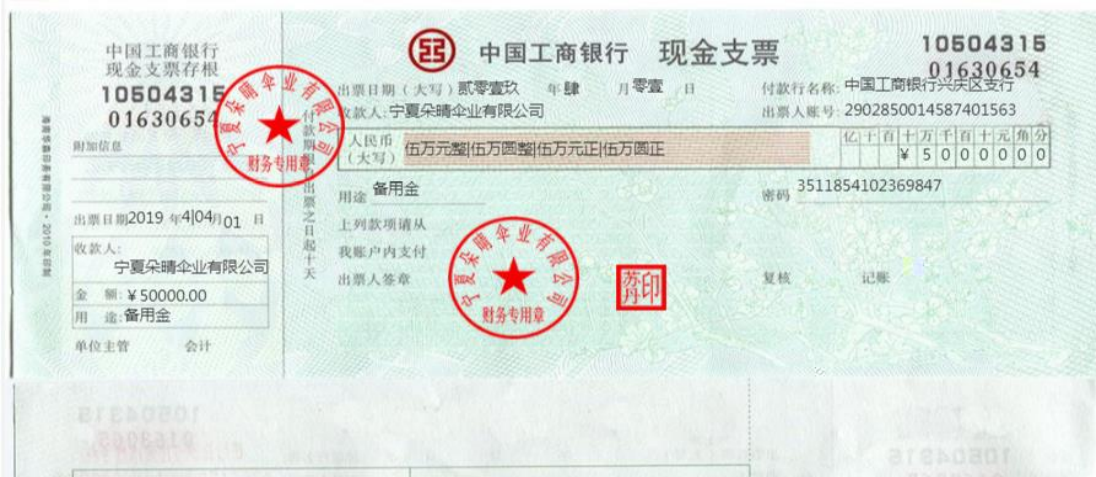 中国工商银行
现金支票存根
10504315
01630654
附加信息
出票日期2019 年4|04月01 日
收款人:
宁夏朵晴伞业有限公司
金 额:¥50000.00
用 途:备用金
单位主管 会计
宁夏朵晴伞业有限公司
财务专用章
付款期限自出票之日起十天
中国工商银行 现金支票
10504315
01630654
出票日期(大写)贰零壹玖 年肆 月零壹 日
付款行名称:中国工商银行兴庆区支行
收款人:宁夏朵晴伞业有限公司
出票人账号:2902850014587401563
人民币
(大写)
伍万元整|伍万圆整|伍万元正|伍万圆正
亿千百十万千百十元角分
¥5000000
用途 备用金
密码 3511854102369847
上列款项请从
我账户内支付
出票人签章
宁夏朵晴伞业有限公司
财务专用章
苏丹印
复核 记账
10504315
10504315